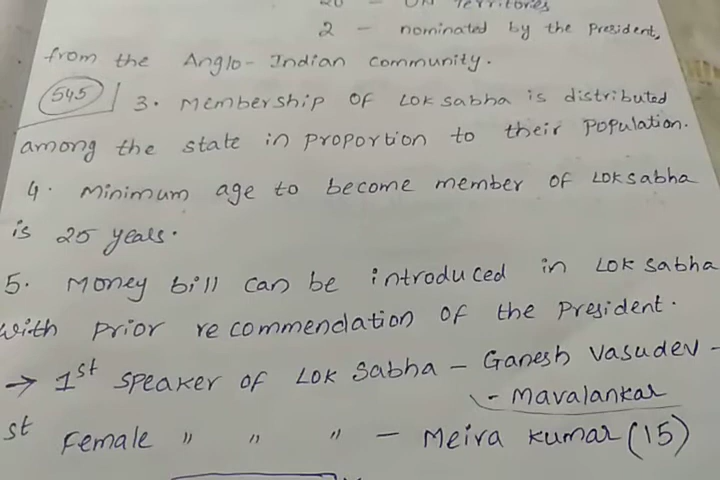 20 – UN Territories
2 – nominated by the President,
from the Anglo-Indian community.
545 3. Membership of Lok sabha is distributed
among the state in proportion to their population.
4. Minimum age to become member of Loksabha
is 25 years.
5. Money bill can be introduced in Lok sabha
with prior recommendation of the President.
→ 1st speaker of Lok Sabha – Ganesh Vasudev –
- Mavalankar
st Female " " " – Meira Kumar (15)